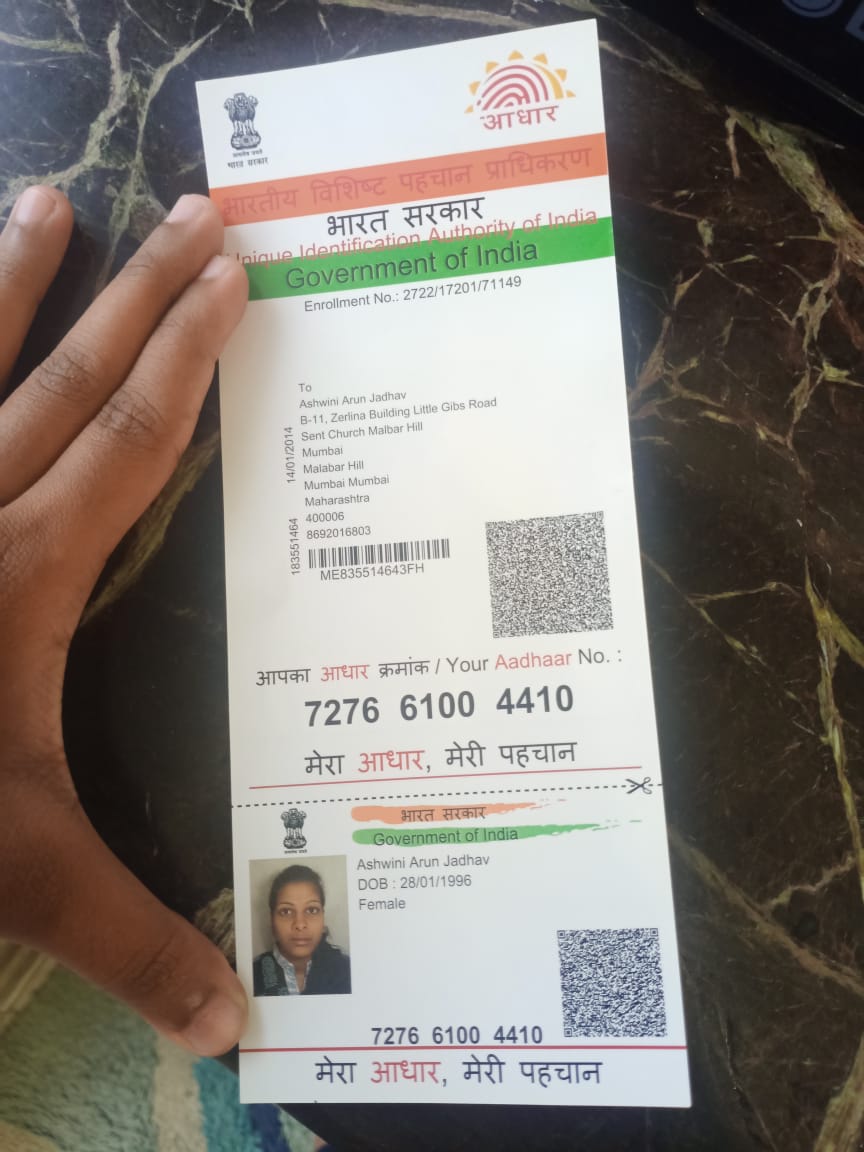 आधार
सत्यमेव जयते
भारत सरकार
भारतीय विशिष्ट पहचान प्राधिकरण
भारत सरकार
Unique Identification Authority of India
Government of India
Enrollment No.: 2722/17201/71149
To
Ashwini Arun Jadhav
B-11, Zerlina Building Little Gibs Road
Sent Church Malbar Hill
Mumbai
Malabar Hill
Mumbai Mumbai
Maharashtra
400006
8692016803
14/01/2014
183551464
ME835514643FH
आपका आधार क्रमांक / Your Aadhaar No. :
7276 6100 4410
मेरा आधार, मेरी पहचान
भारत सरकार
Government of India
Ashwini Arun Jadhav
DOB : 28/01/1996
Female
7276 6100 4410
मेरा आधार, मेरी पहचान